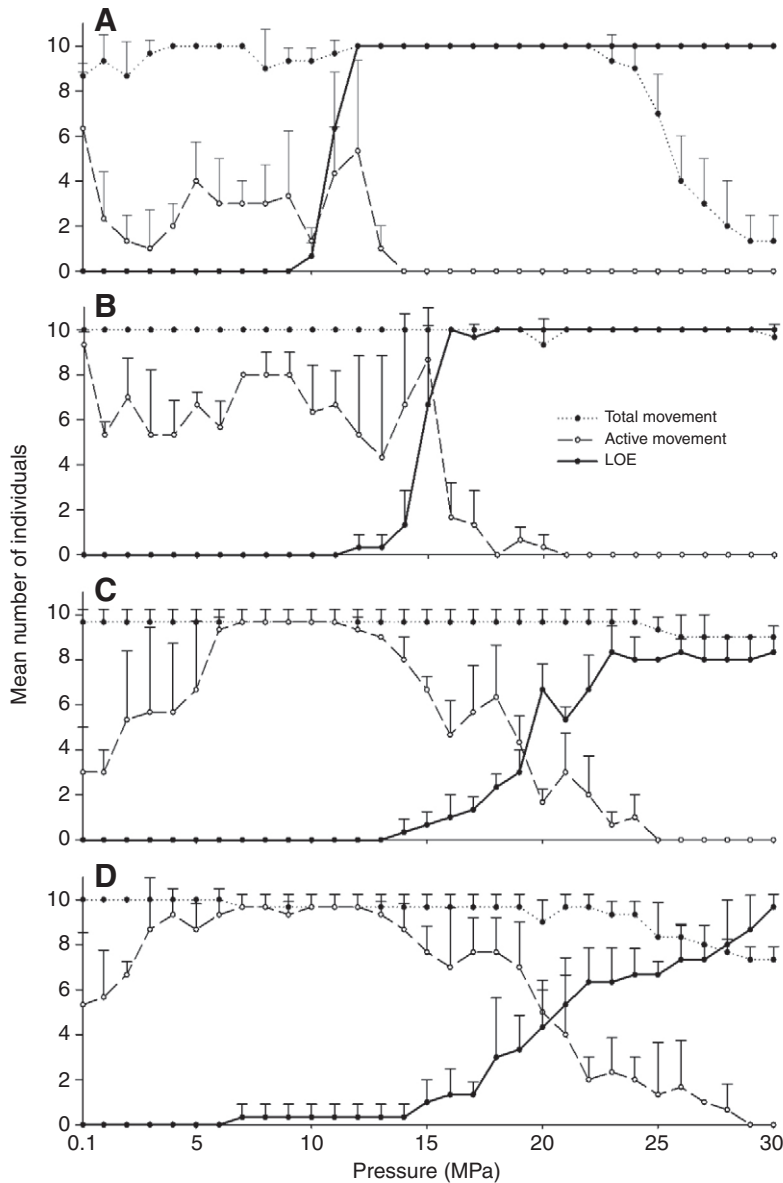 A
10
8
6
4
2
0
B
10
8
6
4
2
0
Total movement
Active movement
LOE
Mean number of individuals
C
10
8
6
4
2
0
D
10
8
6
4
2
0
0.1 5 10 15 20 25 30
Pressure (MPa)